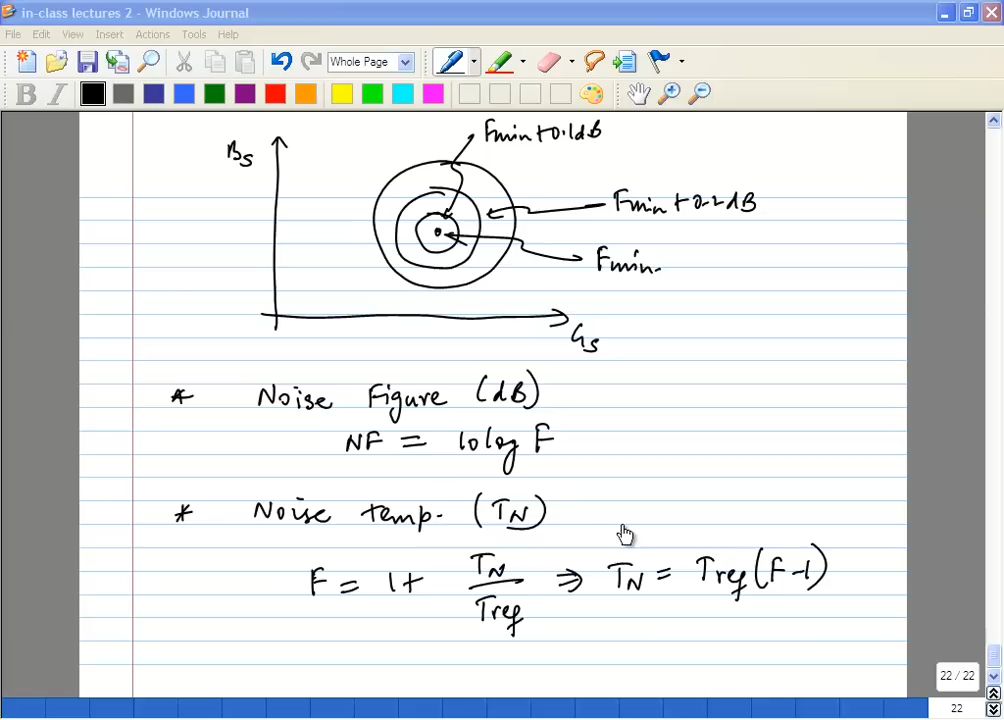 in-class lectures 2 - Windows Journal
File Edit View Insert Actions Tools Help
Whole Page
B I
Fmin+0.1dB
Bs
Fmin+0.2dB
Fmin.
Gs
* Noise Figure (dB)
NF = 10log F
* Noise temp. (TN)
F = 1+ TN/Tref ⇒ TN = Tref(F-1)
22 / 22
22